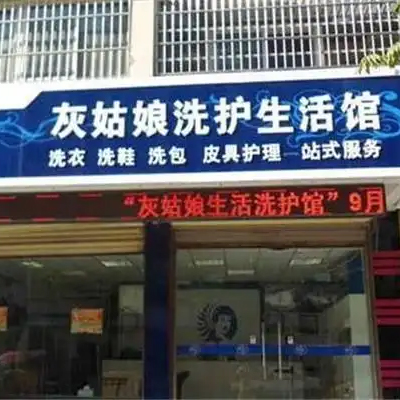 灰姑娘洗护生活馆
洗衣 洗鞋 洗包 皮具护理 一站式服务
“灰姑娘生活洗护馆”9月